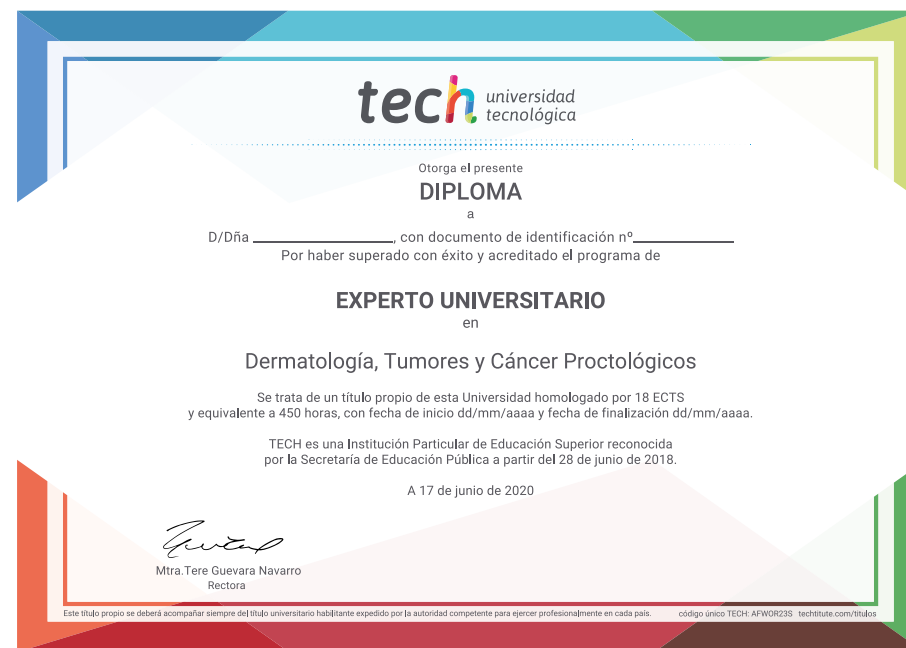 tech universidad
tecnológica
Otorga el presente
DIPLOMA
a
D/Dña ____________, con documento de identificación nº____________
Por haber superado con éxito y acreditado el programa de
EXPERTO UNIVERSITARIO
en
Dermatología, Tumores y Cáncer Proctológicos
Se trata de un título propio de esta Universidad homologado por 18 ECTS
y equivalente a 450 horas, con fecha de inicio dd/mm/aaaa y fecha de finalización dd/mm/aaaa.
TECH es una Institución Particular de Educación Superior reconocida
por la Secretaría de Educación Pública a partir del 28 de junio de 2018.
A 17 de junio de 2020
Mtra.Tere Guevara Navarro
Rectora
Este título propio se deberá acompañar siempre del título universitario habilitante expedido por la autoridad competente para ejercer profesionalmente en cada país. código único TECH: AFWOR23S techtitute.com/titulos